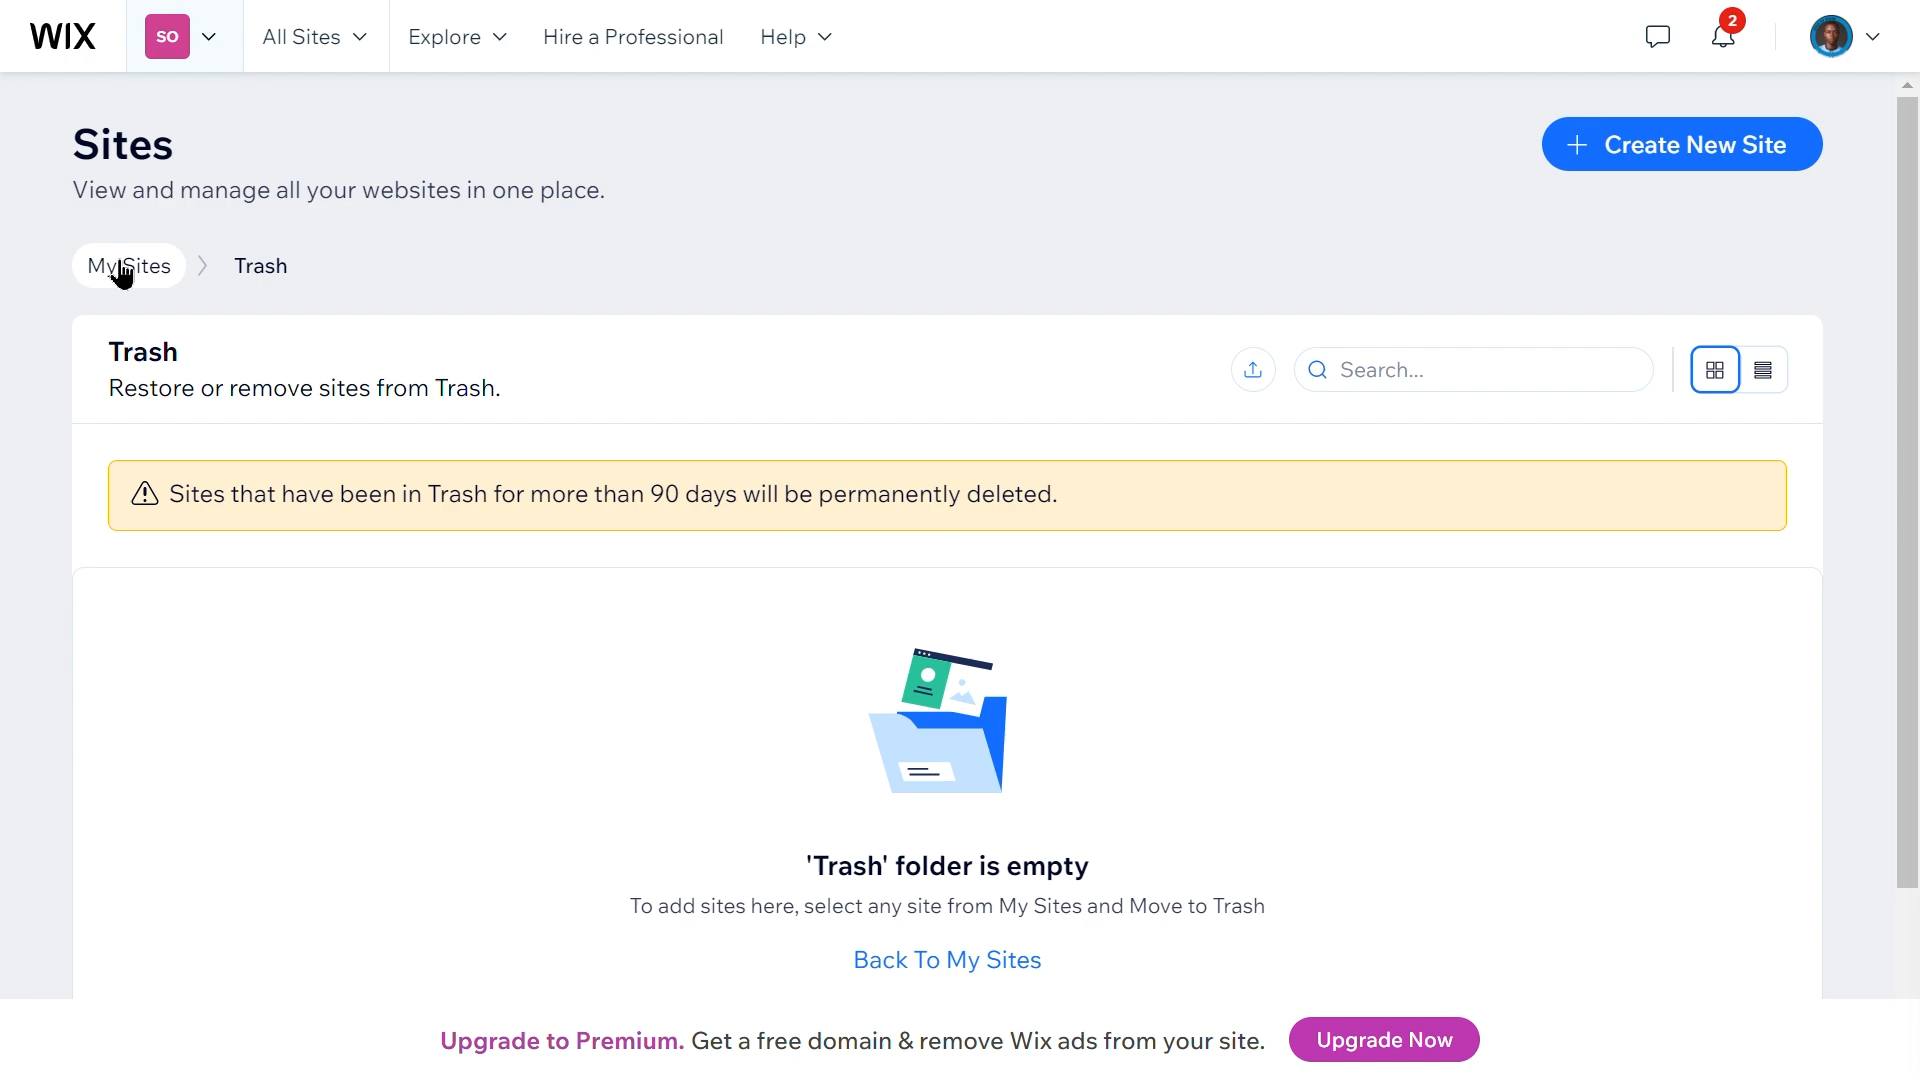 WIX
SO
All Sites
Explore
Hire a Professional
Help
2
Sites
Create New Site
View and manage all your websites in one place.
My Sites
Trash
Trash
Restore or remove sites from Trash.
Search...
Sites that have been in Trash for more than 90 days will be permanently deleted.
'Trash' folder is empty
To add sites here, select any site from My Sites and Move to Trash
Back To My Sites
Upgrade to Premium. Get a free domain & remove Wix ads from your site.
Upgrade Now